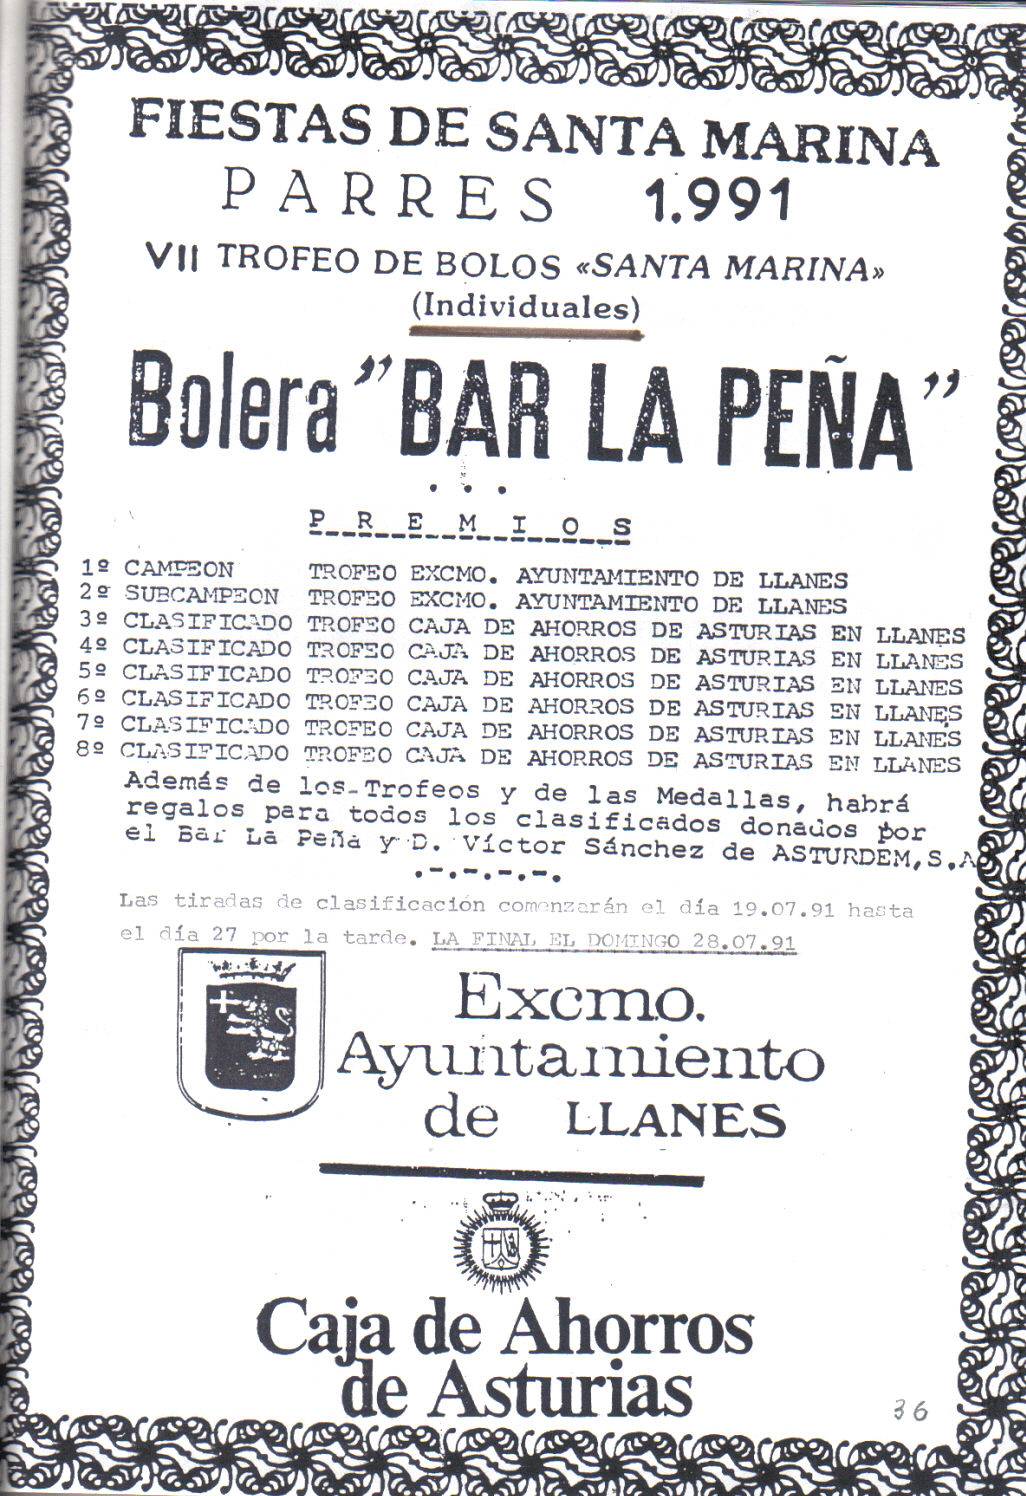 FIESTAS DE SANTA MARINA
PARRES 1.991
VII TROFEO DE BOLOS «SANTA MARINA»
(Individuales)
Bolera "BAR LA PEÑA"
PREMIOS
1º CAMPEON TROFEO EXCMO. AYUNTAMIENTO DE LLANES
2º SUBCAMPEON TROFEO EXCMO. AYUNTAMIENTO DE LLANES
3º CLASIFICADO TROFEO CAJA DE AHORROS DE ASTURIAS EN LLANES
4º CLASIFICADO TROFEO CAJA DE AHORROS DE ASTURIAS EN LLANES
5º CLASIFICADO TROFEO CAJA DE AHORROS DE ASTURIAS EN LLANES
6º CLASIFICADO TROFEO CAJA DE AHORROS DE ASTURIAS EN LLANES
7º CLASIFICADO TROFEO CAJA DE AHORROS DE ASTURIAS EN LLANES
8º CLASIFICADO TROFEO CAJA DE AHORROS DE ASTURIAS EN LLANES
Además de los-Trofeos y de las Medallas, habrá
regalos para todos los clasificados donados por
el Bar La Peña y D. Víctor Sánchez de ASTURDEM,S.A
Las tiradas de clasificación comenzarán el día 19.07.91 hasta
el día 27 por la tarde. LA FINAL EL DOMINGO 28.07.91
Excmo.
Ayuntamiento
de LLANES
Caja de Ahorros
de Asturias
36